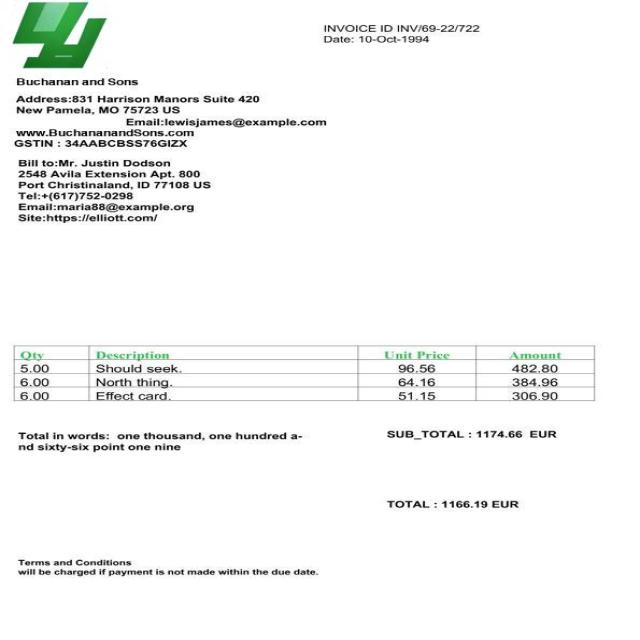 INVOICE ID INV/69-22/722
Date: 10-Oct-1994
Buchanan and Sons
Address:831 Harrison Manors Suite 420
New Pamela, MO 75723 US
Email:lewisjames@example.com
www.BuchananandSons.com
GSTIN : 34AABCBSS76GIZX
Bill to:Mr. Justin Dodson
2548 Avila Extension Apt. 800
Port Christinaland, ID 77108 US
Tel:+(617)752-0298
Email:maria88@example.org
Site:https://elliott.com/
Qty Description Unit Price Amount
5.00 Should seek. 96.56 482.80
6.00 North thing. 64.16 384.96
6.00 Effect card. 51.15 306.90
Total in words: one thousand, one hundred a-
nd sixty-six point one nine
SUB_TOTAL : 1174.66 EUR
TOTAL : 1166.19 EUR
Terms and Conditions
will be charged if payment is not made within the due date.